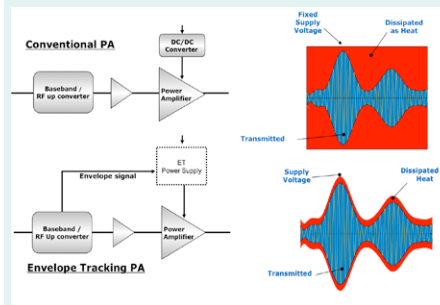 Conventional PA
DC/DC
Converter
Baseband /
RF up converter
Power
Amplifier
Fixed
Supply
Voltage
Dissipated
as Heat
Transmitted
ET
Power Supply
Envelope signal
Baseband /
RF Up converter
Power
Amplifier
Envelope Tracking PA
Supply
Voltage
Dissipated
Heat
Transmitted